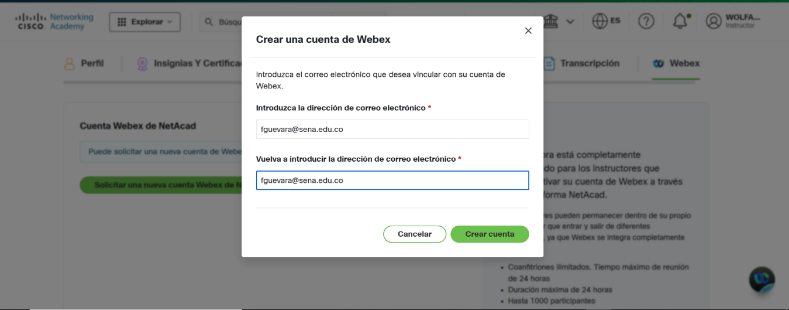 Networking
CISCO Academy
Explorar
ES
WOLFA...
Instructor
Perfil
Insignias Y Certifica
Transcripción
Webex
Crear una cuenta de Webex
Introduzca el correo electrónico que desea vincular con su cuenta de
Webex.
Introduzca la dirección de correo electrónico *
fguevara@sena.edu.co
Vuelva a introducir la dirección de correo electrónico *
fguevara@sena.edu.co
Cancelar
Crear cuenta
Cuenta Webex de NetAcad
Puede solicitar una nueva cuenta de Webe
Solicitar una nueva cuenta Webex de N
ora está completamente
do para los instructores que
tivar su cuenta de Webex a través
forma NetAcad.
es pueden permanecer dentro de su propio
que entrar y salir de diferentes
, ya que Webex se integra completamente
• Coanfitriones ilimitados. Tiempo máximo de reunión
de 24 horas
• Duración máxima de 24 horas
• Hasta 1000 participantes